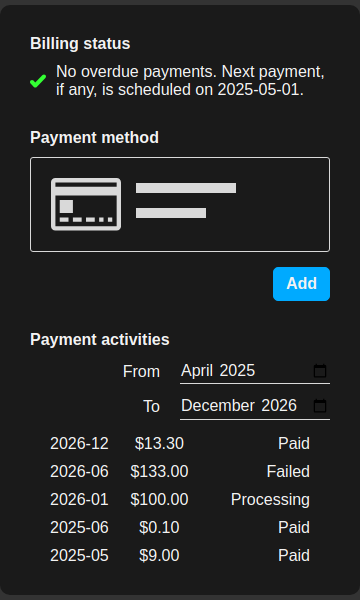 Billing status
No overdue payments. Next payment,
if any, is scheduled on 2025-05-01.
Payment method
Add
Payment activities
From April 2025
To December 2026
2026-12 $13.30 Paid
2026-06 $133.00 Failed
2026-01 $100.00 Processing
2025-06 $0.10 Paid
2025-05 $9.00 Paid